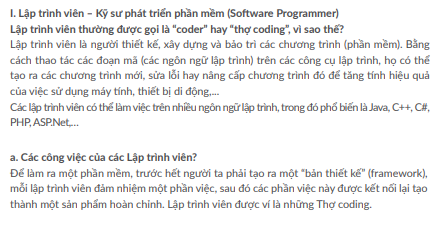 I. Lập trình viên – Kỹ sư phát triển phần mềm (Software Programmer)
Lập trình viên thường được gọi là "coder" hay "thợ coding", vì sao thế?
Lập trình viên là người thiết kế, xây dựng và bảo trì các chương trình (phần mềm). Bằng
cách thao tác các đoạn mã (các ngôn ngữ lập trình) trên các công cụ lập trình, họ có thể
tạo ra các chương trình mới, sửa lỗi hay nâng cấp chương trình đó để tăng tính hiệu quả
của việc sử dụng máy tính, thiết bị di động,...
Các lập trình viên có thể làm việc trên nhiều ngôn ngữ lập trình, trong đó phổ biến là Java, C++, C#,
PHP, ASP.Net,...
a. Các công việc của các Lập trình viên?
Để làm ra một phần mềm, trước hết người ta phải tạo ra một "bản thiết kế" (framework),
mỗi lập trình viên đảm nhiệm một phần việc, sau đó các phần việc này được kết nối lại tạo
thành một sản phẩm hoàn chỉnh. Lập trình viên được ví là những Thợ coding.